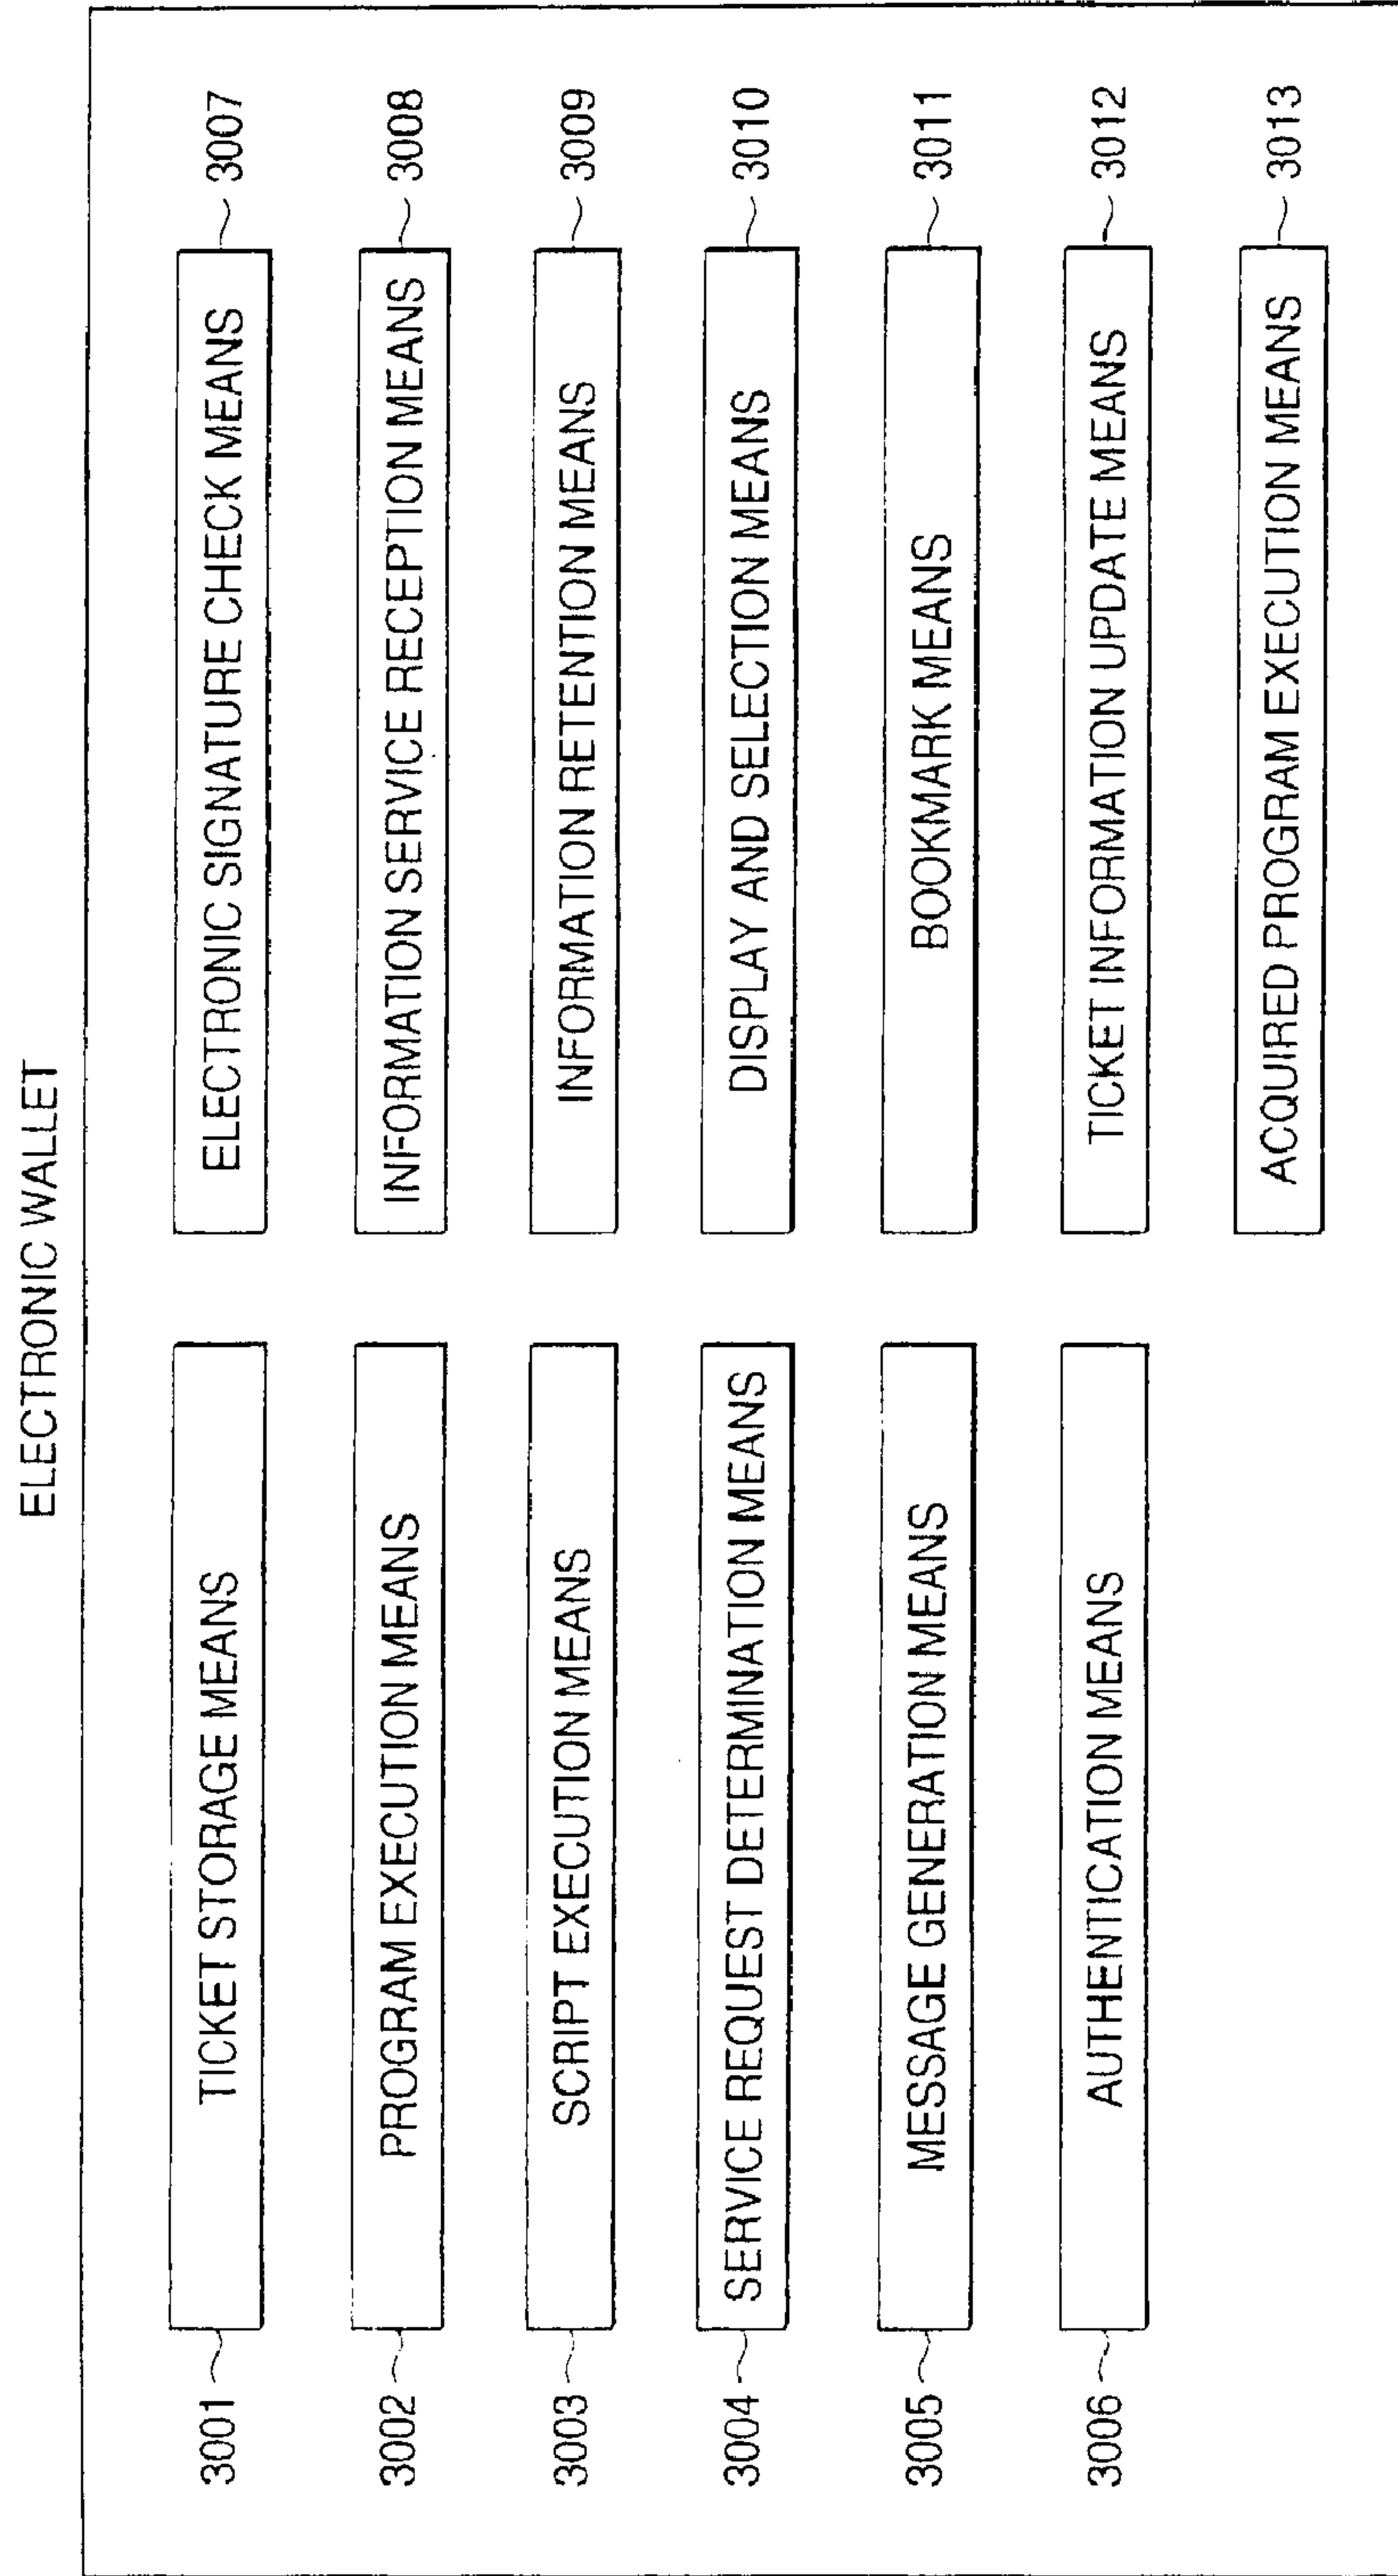 ELECTRONIC WALLET
3001
TICKET STORAGE MEANS
3002
PROGRAM EXECUTION MEANS
3003
SCRIPT EXECUTION MEANS
3004
SERVICE REQUEST DETERMINATION MEANS
3005
MESSAGE GENERATION MEANS
3006
AUTHENTICATION MEANS
ELECTRONIC SIGNATURE CHECK MEANS
3007
INFORMATION SERVICE RECEPTION MEANS
3008
INFORMATION RETENTION MEANS
3009
DISPLAY AND SELECTION MEANS
3010
BOOKMARK MEANS
3011
TICKET INFORMATION UPDATE MEANS
3012
ACQUIRED PROGRAM EXECUTION MEANS
3013